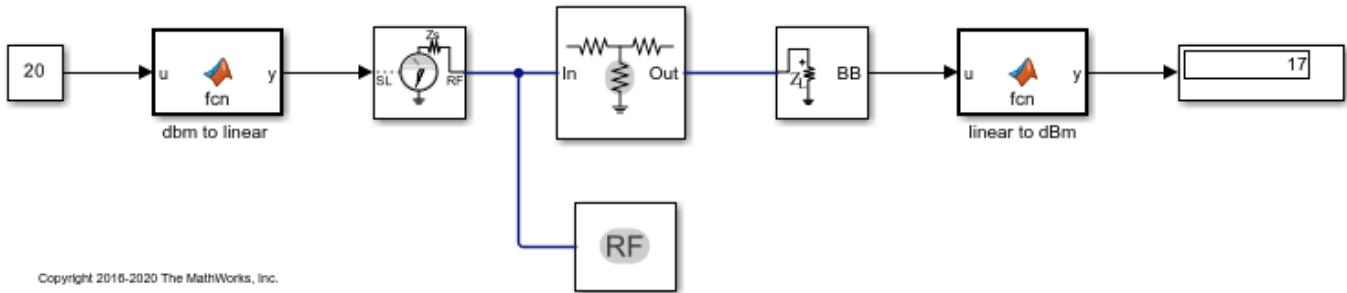 20
u
y
fcn
dbm to linear
Zs
SL
RF
In
Out
ZL
BB
u
y
fcn
linear to dBm
17
RF
Copyright 2016-2020 The MathWorks, Inc.